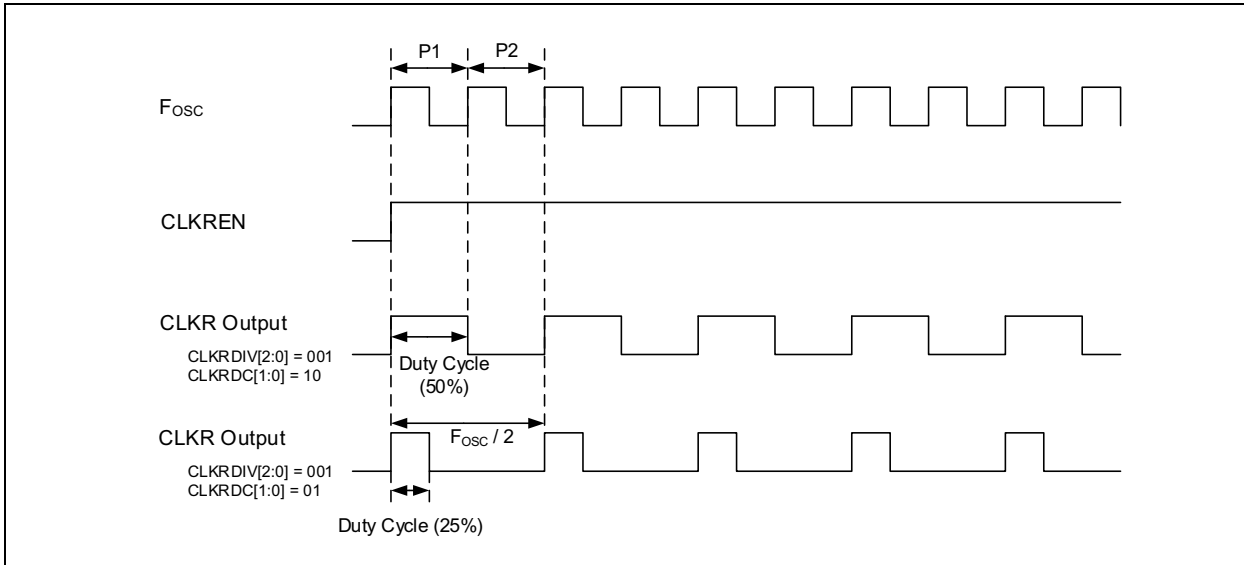 P1 P2
FOSC
CLKREN
CLKR Output
CLKRDIV[2:0] = 001
CLKRDC[1:0] = 10
Duty Cycle
(50%)
FOSC / 2
CLKR Output
CLKRDIV[2:0] = 001
CLKRDC[1:0] = 01
Duty Cycle (25%)